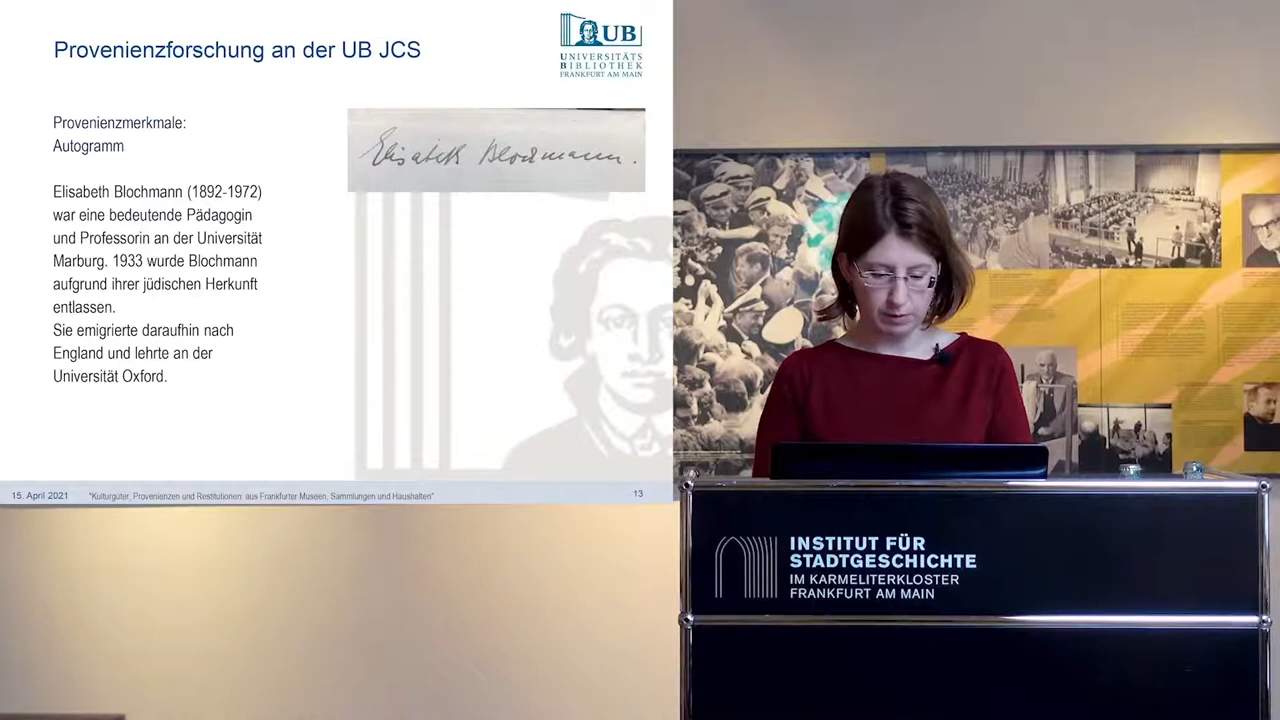 Provenienzforschung an der UB JCS
UB
UNIVERSITÄTS
BIBLIOTHEK
FRANKFURT AM MAIN
Provenienzmerkmale:
Autogramm
Elisabeth Blochmann.
Elisabeth Blochmann (1892-1972)
war eine bedeutende Pädagogin
und Professorin an der Universität
Marburg. 1933 wurde Blochmann
aufgrund ihrer jüdischen Herkunft
entlassen.
Sie emigrierte daraufhin nach
England und lehrte an der
Universität Oxford.
15. April 2021
"Kulturgüter, Provenienzen und Restitutionen: aus Frankfurter Museen, Sammlungen und Haushalten"
13
INSTITUT FÜR
STADTGESCHICHTE
IM KARMELITERKLOSTER
FRANKFURT AM MAIN